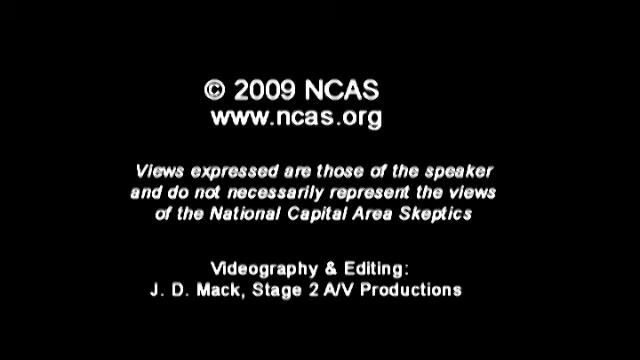 © 2009 NCAS
www.ncas.org
Views expressed are those of the speaker
and do not necessarily represent the views
of the National Capital Area Skeptics
Videography & Editing:
J. D. Mack, Stage 2 A/V Productions